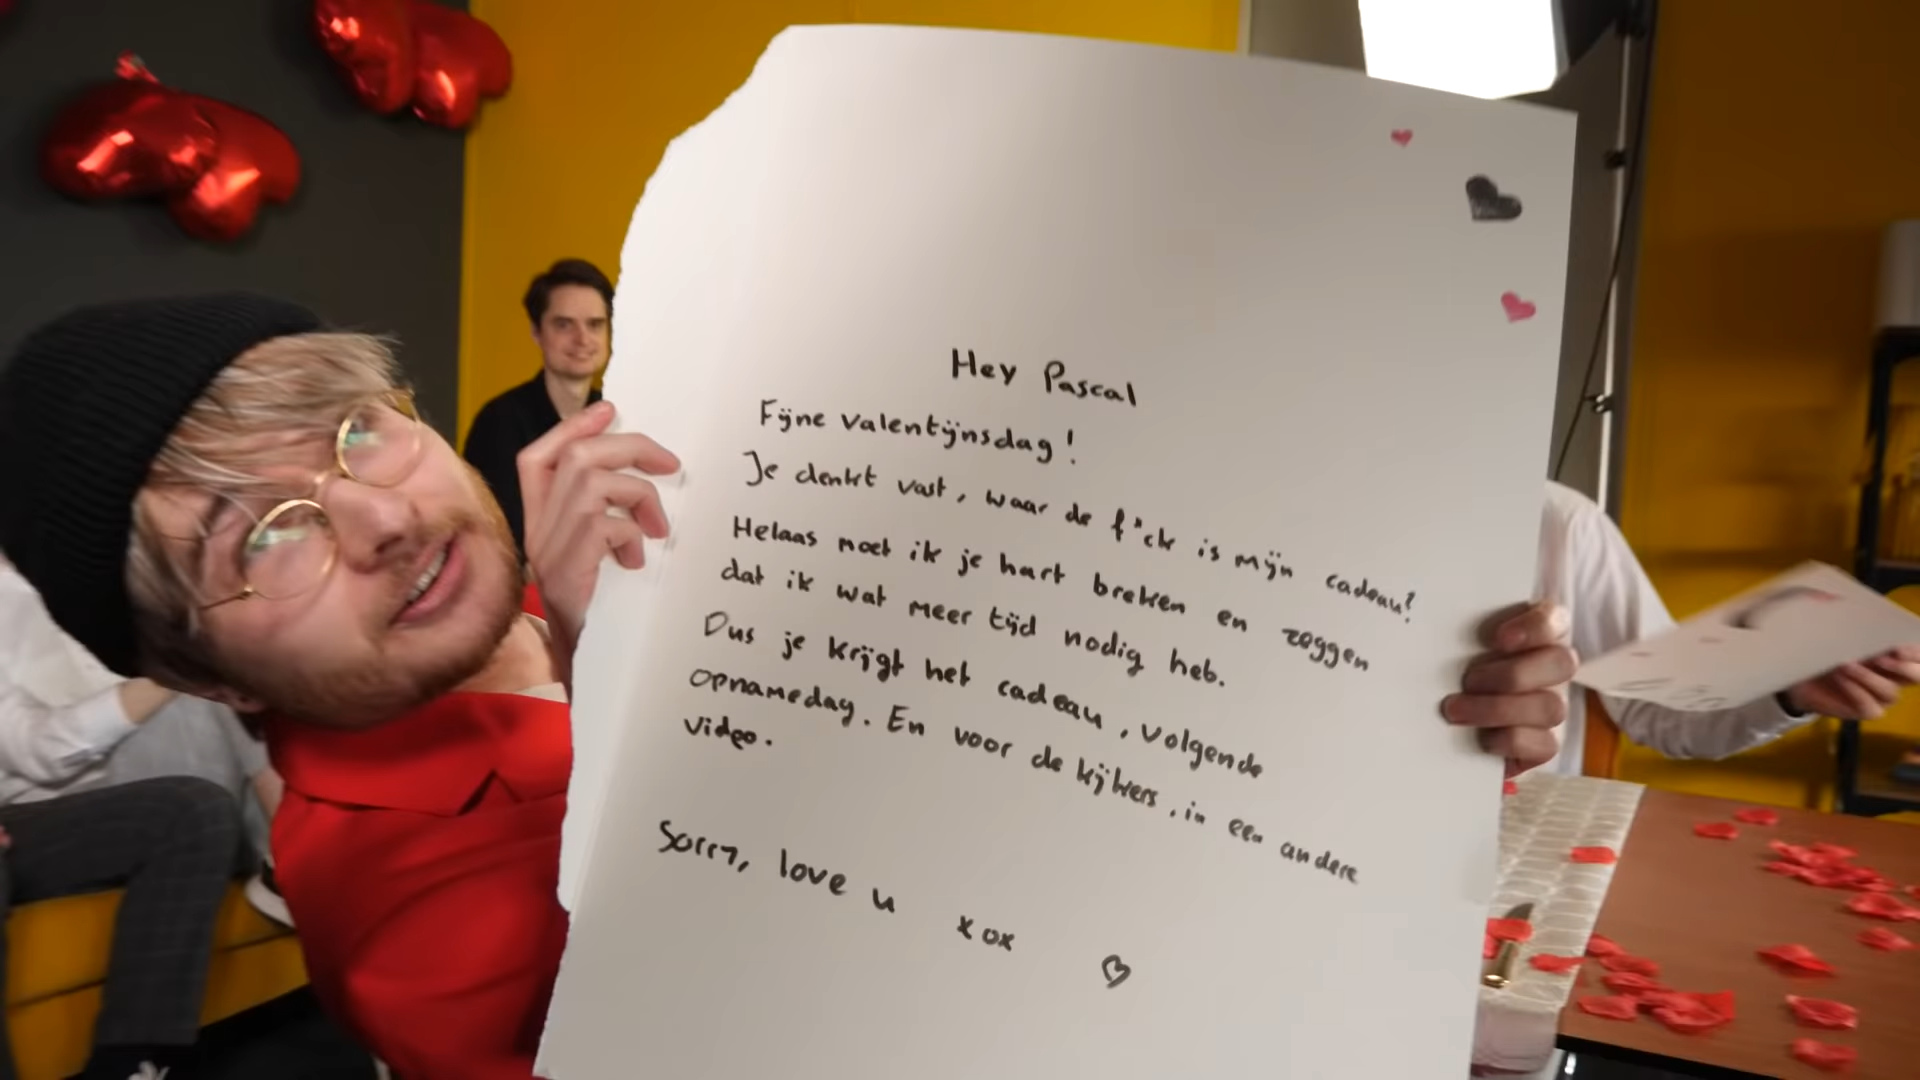 Hey Pascal
Fijne Valentijnsdag!
Je denkt vast, waar de f*ck is mijn cadeau?
Helaas moet ik je hart breken en zeggen
dat ik wat meer tijd nodig heb.
Dus je krijgt het cadeau, volgende
opnameday. En voor de kijkers, in een andere
video.
Sorry, love u xox